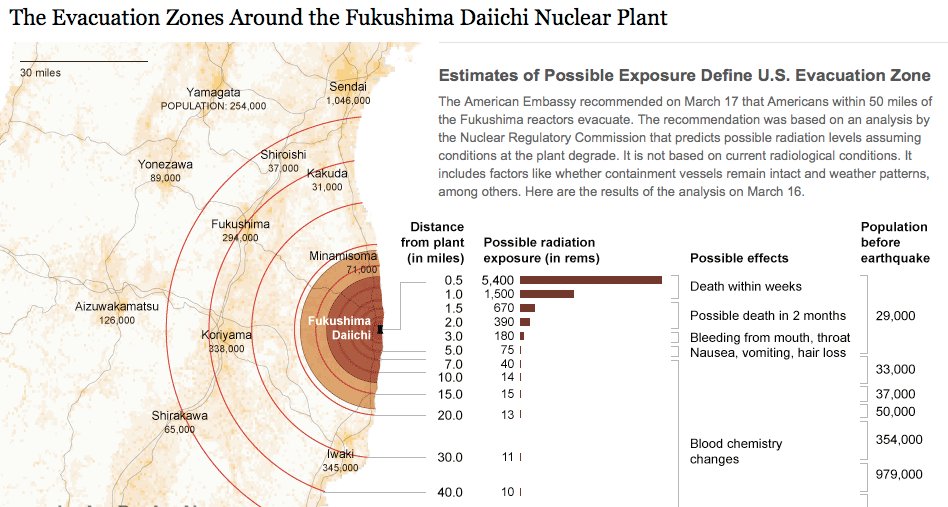 The Evacuation Zones Around the Fukushima Daiichi Nuclear Plant
30 miles
Yamagata
POPULATION: 254,000
Sendai
1,046,000
Yonezawa
89,000
Shiroishi
37,000
Kakuda
31,000
Fukushima
294,000
Minamisoma
71,000
Aizuwakamatsu
126,000
Koriyama
338,000
Fukushima
Daiichi
Shirakawa
65,000
Iwaki
345,000
Estimates of Possible Exposure Define U.S. Evacuation Zone
The American Embassy recommended on March 17 that Americans within 50 miles of
the Fukushima reactors evacuate. The recommendation was based on an analysis by
the Nuclear Regulatory Commission that predicts possible radiation levels assuming
conditions at the plant degrade. It is not based on current radiological conditions. It
includes factors like whether containment vessels remain intact and weather patterns,
among others. Here are the results of the analysis on March 16.
Distance
from plant
(in miles)
Possible radiation
exposure (in rems)
Possible effects
Population
before
earthquake
0.5 5,400
1.0 1,500
1.5 670
2.0 390
3.0 180
5.0 75
7.0 40
10.0 14
15.0 15
20.0 13
30.0 11
40.0 10
Death within weeks
Possible death in 2 months
Bleeding from mouth, throat
Nausea, vomiting, hair loss
Blood chemistry
changes
29,000
33,000
37,000
50,000
354,000
979,000